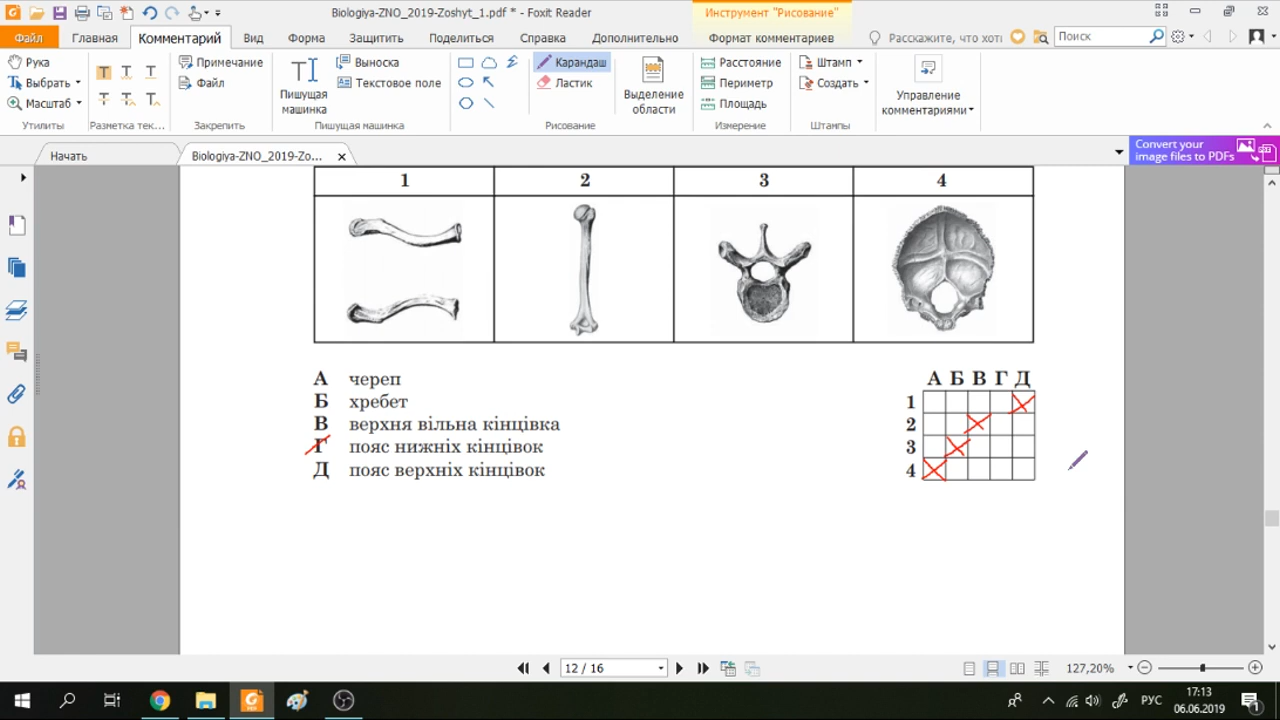 Biologiya-ZNO_2019-Zoshyt_1.pdf * - Foxit Reader
Инструмент "Рисование"
Файл
Главная
Комментарий
Вид
Форма
Защитить
Поделиться
Справка
Дополнительно
Формат комментариев
Расскажите, что хоті
Поиск
Рука
Выбрать
Масштаб
Утилиты
Разметка тек...
Примечание
Файл
Закрепить
Пишущая машинка
Выноска
Текстовое поле
Пишущая машинка
Карандаш
Ластик
Рисование
Выделение области
Расстояние
Периметр
Площадь
Измерение
Штамп
Создать
Штампы
Управление комментариями
Начать
Biologiya-ZNO_2019-Zo...
Convert your
image files to PDFs
1 2 3 4
А череп
Б хребет
В верхня вільна кінцівка
Г пояс нижніх кінцівок
Д пояс верхніх кінцівок
А Б В Г Д
1
2
3
4
12 / 16
127,20%
РУС
17:13
06.06.2019
1